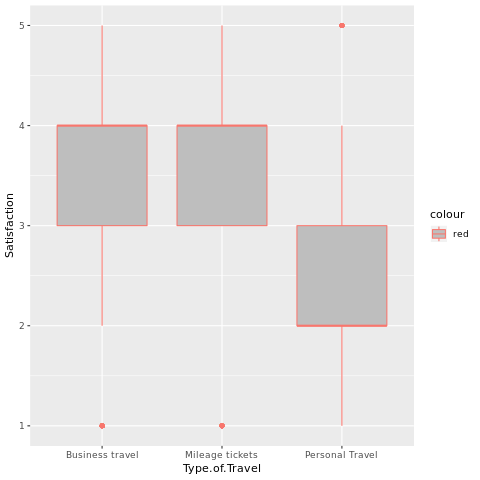 5
4
3
2
1
Satisfaction
Business travel
Mileage tickets
Personal Travel
Type.of.Travel
colour
red